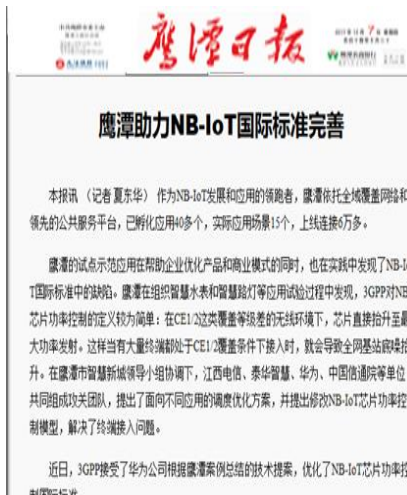 鹰潭日报
鹰潭助力NB-IoT国际标准完善
本报讯 （记者夏东华） 作为NB-IoT发展和应用的领跑者，鹰潭依托全域覆盖网络和
领先的公共服务平台，已孵化应用40多个，实际应用场景15个，上线连接6万多。
鹰潭的试点示范应用在帮助企业优化产品和商业模式的同时，也在实践中发现了NB-I
T国际标准中的缺陷。鹰潭在组织智慧水表和智慧路灯等应用试验过程中发现，3GPP对NB
芯片功率控制的定义较为简单：在CE1/2这类覆盖等级差的无线环境下，芯片直接抬升至最
大功率发射。这样当有大量终端都处于CE1/2覆盖条件下接入时，就会导致全网基站底噪抬
升。在鹰潭市智慧新城领导小组协调下，江西电信、泰华智慧、华为、中国信通院等单位
共同组成攻关团队，提出了面向不同应用的调度优化方案，并提出修改NB-IoT芯片功率控
制模型，解决了终端接入问题。
近日，3GPP接受了华为公司根据鹰潭案例总结的技术提案，优化了NB-IoT芯片功率控
制国际标准